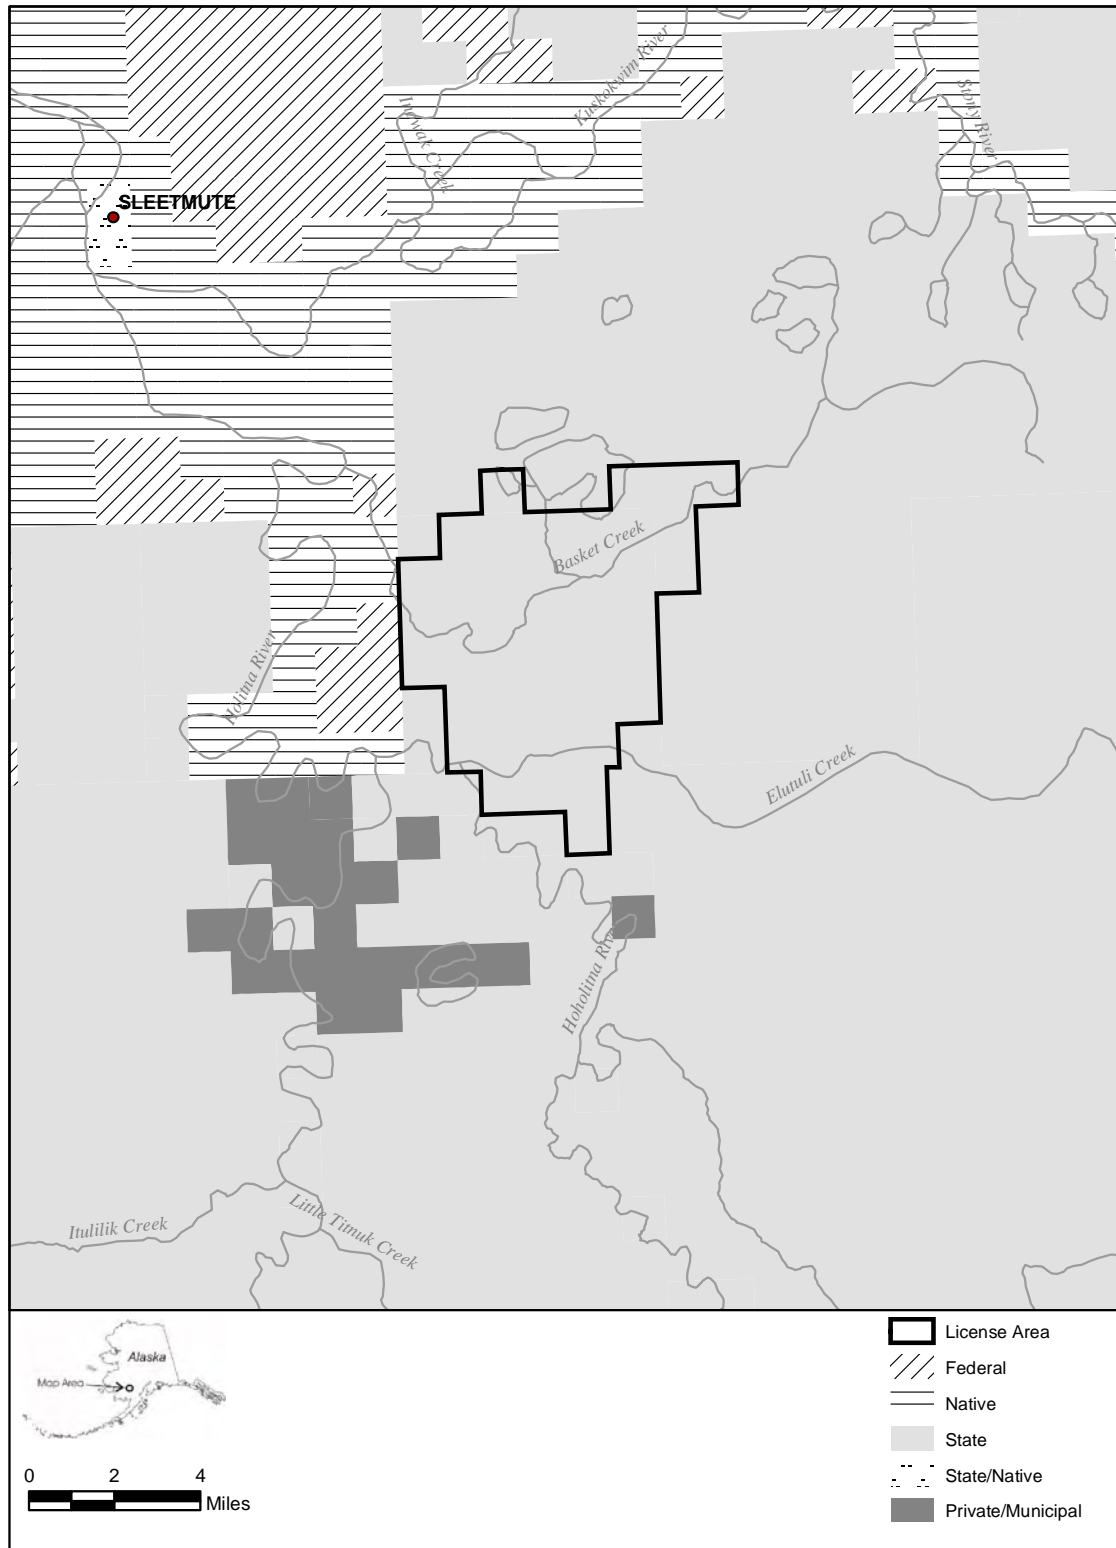 Kuskokwim River
Stony River
SLEETMUTE
Basket Creek
Holitna River
Elutuli Creek
Hoholitna River
Little Timuk Creek
Itulilik Creek
Alaska
Map Area
License Area
Federal
Native
State
State/Native
Private/Municipal
0 2 4
Miles